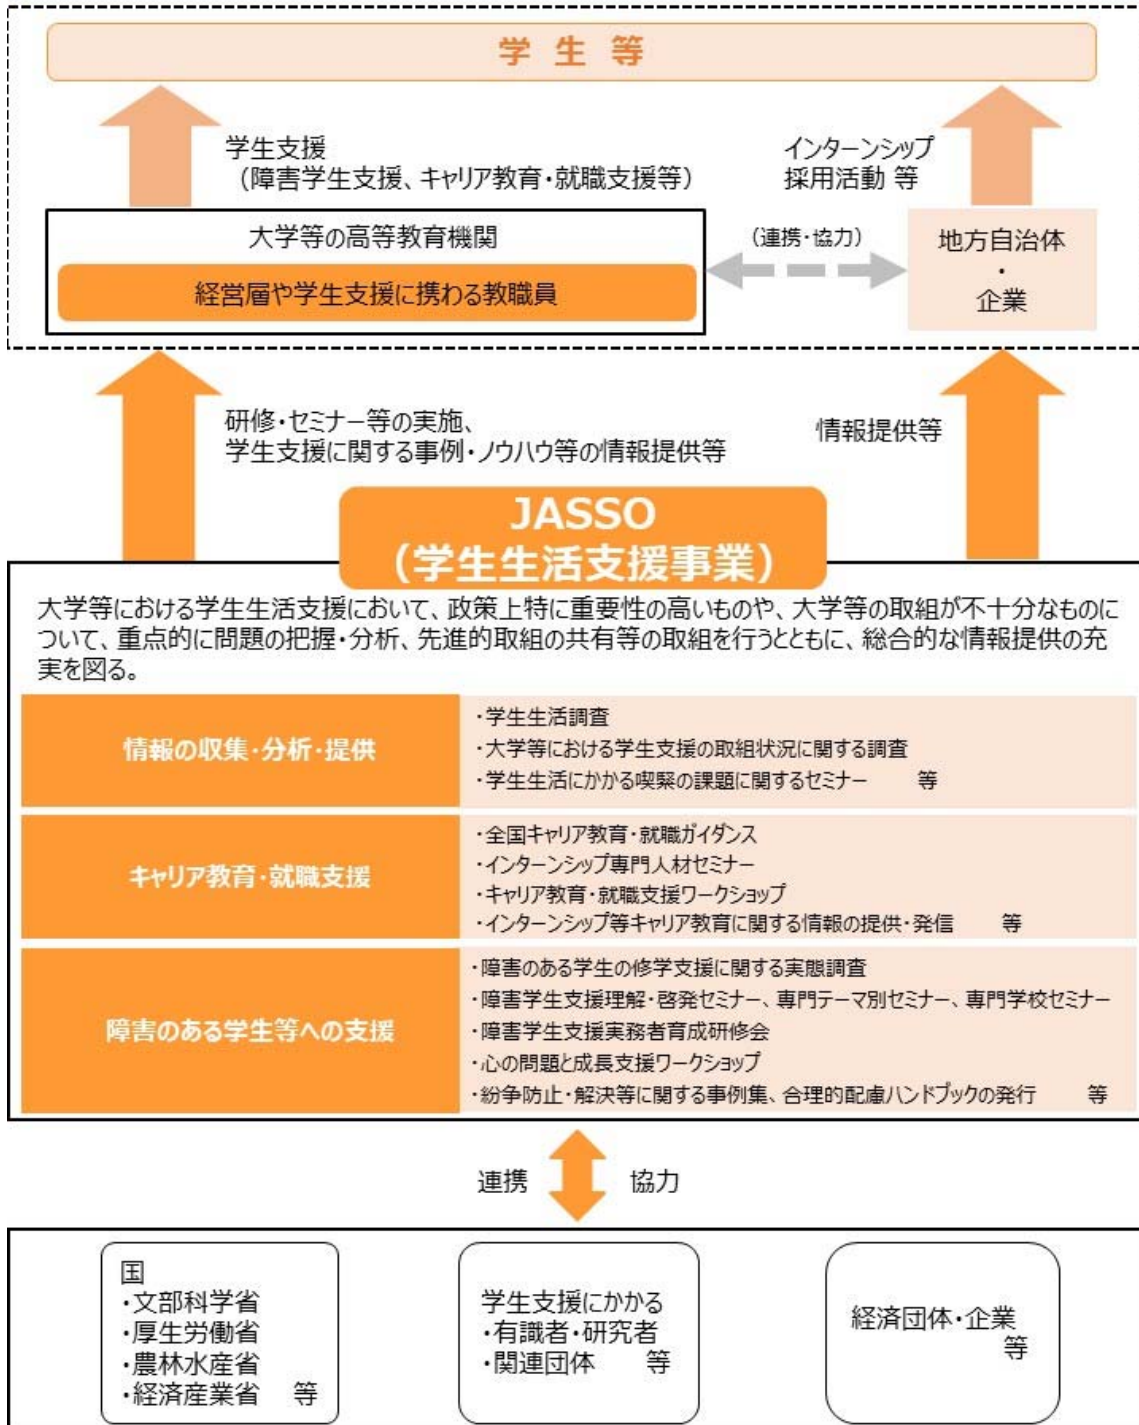 学 生 等
学生支援
（障害学生支援、キャリア教育・就職支援等）
インターンシップ
採用活動 等
大学等の高等教育機関
経営層や学生支援に携わる教職員
（連携・協力）
地方自治体
・
企業
研修・セミナー等の実施、
学生支援に関する事例・ノウハウ等の情報提供等
情報提供等
JASSO
（学生生活支援事業）
大学等における学生生活支援において、政策上特に重要性の高いものや、大学等の取組が不十分なものに
ついて、重点的に問題の把握・分析、先進的取組の共有等の取組を行うとともに、総合的な情報提供の充
実を図る。
情報の収集・分析・提供
・学生生活調査
・大学等における学生支援の取組状況に関する調査
・学生生活にかかる喫緊の課題に関するセミナー　　等
キャリア教育・就職支援
・全国キャリア教育・就職ガイダンス
・インターンシップ専門人材セミナー
・キャリア教育・就職支援ワークショップ
・インターンシップ等キャリア教育に関する情報の提供・発信　　等
障害のある学生等への支援
・障害のある学生の修学支援に関する実態調査
・障害学生支援理解・啓発セミナー、専門テーマ別セミナー、専門学校セミナー
・障害学生支援実務者育成研修会
・心の問題と成長支援ワークショップ
・紛争防止・解決等に関する事例集、合理的配慮ハンドブックの発行　　等
連携　　協力
国
・文部科学省
・厚生労働省
・農林水産省
・経済産業省　等
学生支援にかかる
・有識者・研究者
・関連団体　等
経済団体・企業
等